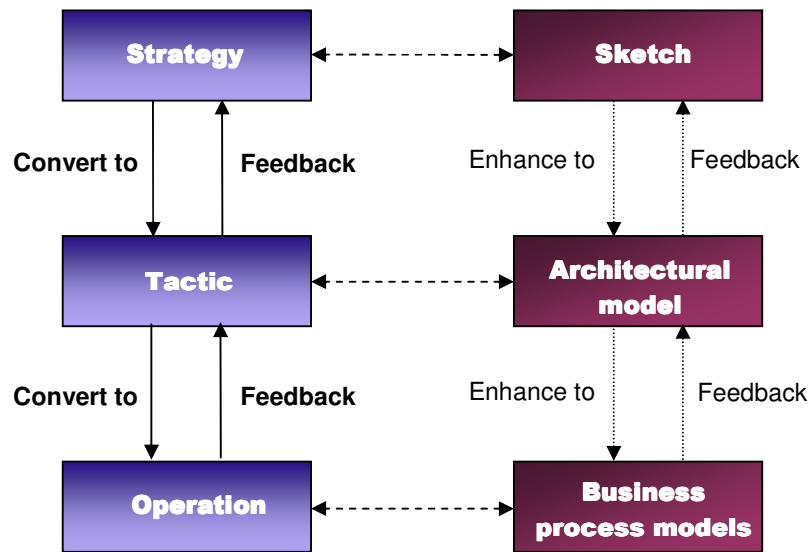 Strategy
Sketch
Convert to
Feedback
Enhance to
Feedback
Tactic
Architectural
model
Convert to
Feedback
Enhance to
Feedback
Operation
Business
process models